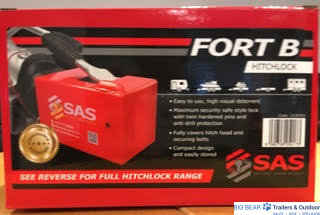 FORT B
HITCHLOCK
• Easy to use, high visual deterrent
• Maximum security safe style lock
with twin hardened pins and
anti-drill protection
• Fully covers hitch head and
securing bolts
• Compact design
and easily stored
SAS
SAS
SEE REVERSE FOR FULL HITCHLOCK RANGE
BIG BEAR Trailers & Outdoor